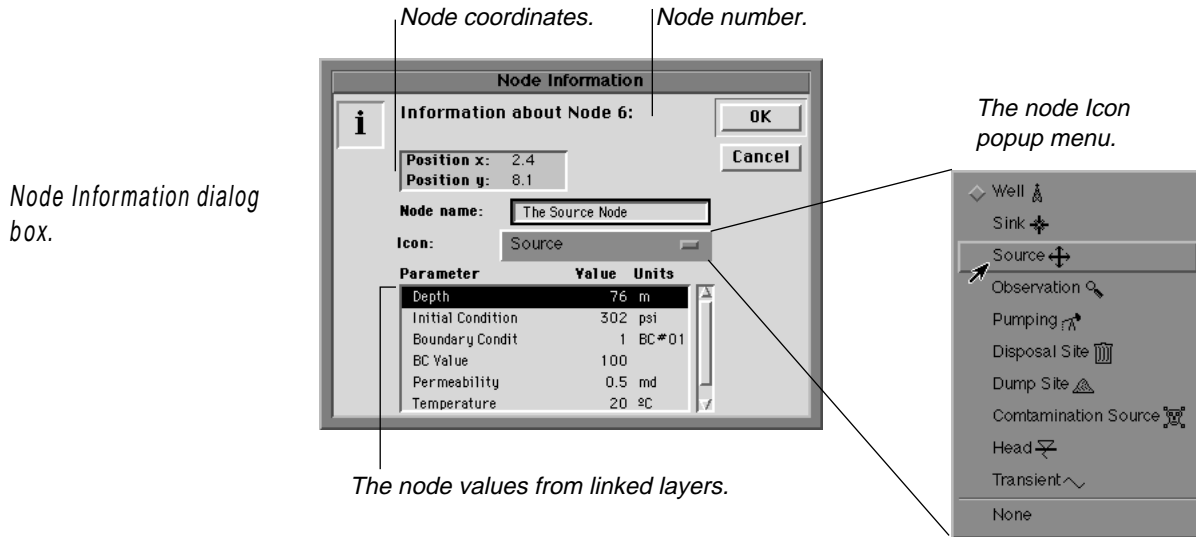 Node coordinates.
Node number.
Node Information dialog
box.
Node Information
i
Information about Node 6:
OK
Cancel
Position x: 2.4
Position y: 8.1
Node name: The Source Node
Icon: Source
Parameter Value Units
Depth 76 m
Initial Condition 302 psi
Boundary Condit 1 BC#01
BC Value 100
Permeability 0.5 md
Temperature 20 ºC
The node values from linked layers.
The node Icon
popup menu.
Well
Sink
Source
Observation
Pumping
Disposal Site
Dump Site
Comtamination Source
Head
Transient
None